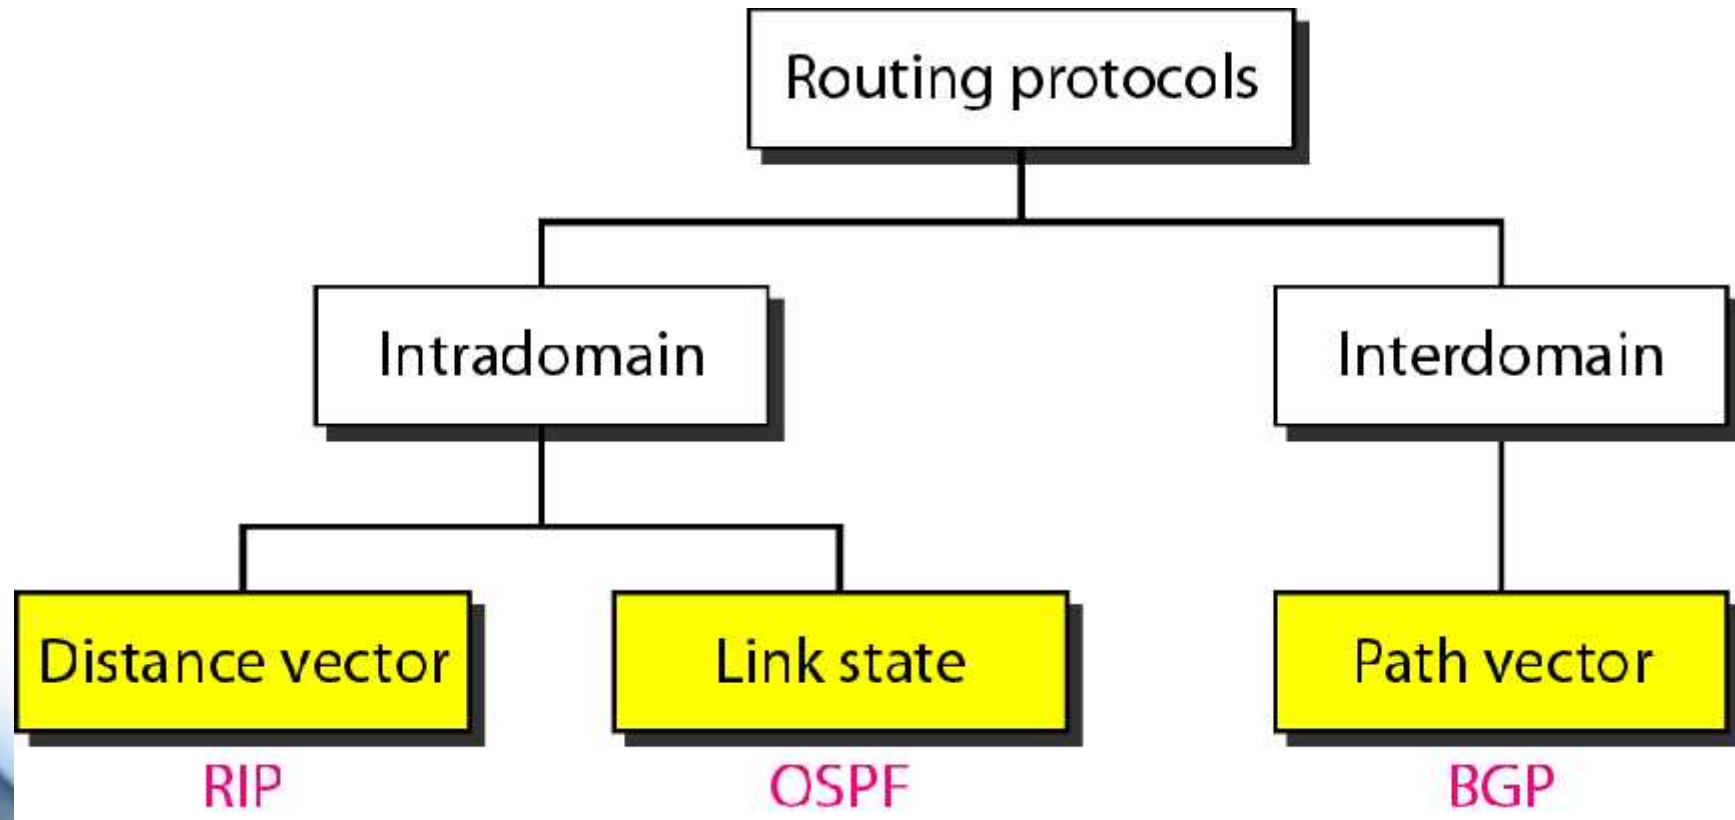 Routing protocols
Intradomain
Interdomain
Distance vector
Link state
Path vector
RIP
OSPF
BGP